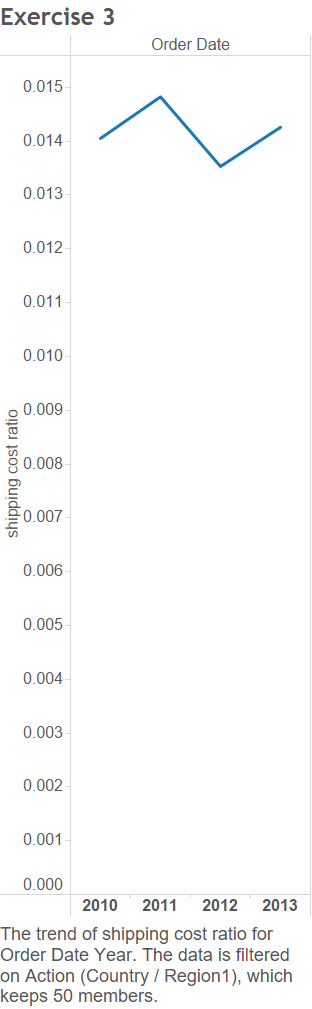 Exercise 3
Order Date
0.015
0.014
0.013
0.012
0.011
0.010
0.009
0.008
0.007
0.006
0.005
0.004
0.003
0.002
0.001
0.000
shipping cost ratio
2010 2011 2012 2013
The trend of shipping cost ratio for
Order Date Year. The data is filtered
on Action (Country / Region1), which
keeps 50 members.